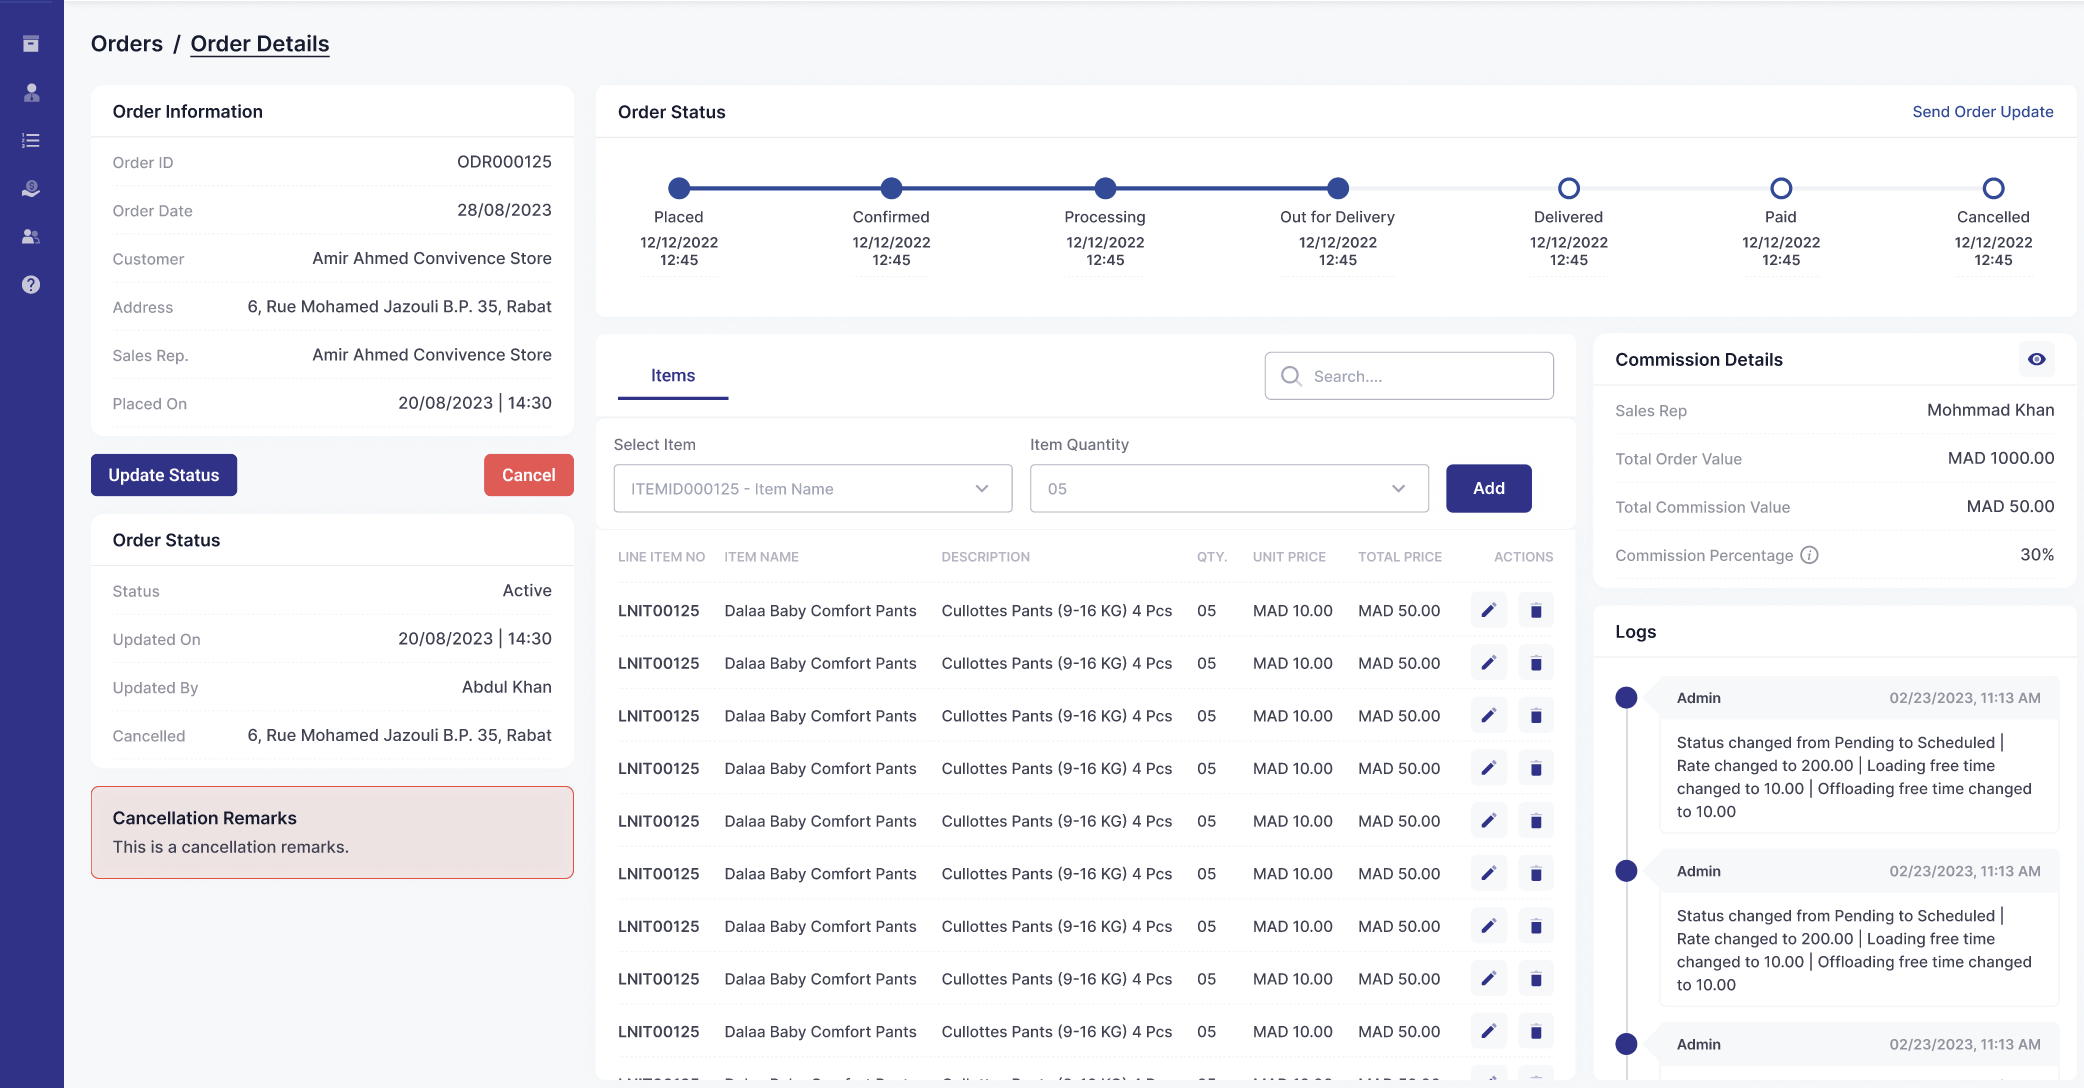 Orders / Order Details
Order Information
Order ID ODR000125
Order Date 28/08/2023
Customer Amir Ahmed Convivence Store
Address 6, Rue Mohamed Jazouli B.P. 35, Rabat
Sales Rep. Amir Ahmed Convivence Store
Placed On 20/08/2023 | 14:30
Update Status Cancel
Order Status
Status Active
Updated On 20/08/2023 | 14:30
Updated By Abdul Khan
Cancelled 6, Rue Mohamed Jazouli B.P. 35, Rabat
Cancellation Remarks
This is a cancellation remarks.
Order Status Send Order Update
Placed Confirmed Processing Out for Delivery Delivered Paid Cancelled
12/12/2022 12/12/2022 12/12/2022 12/12/2022 12/12/2022 12/12/2022 12/12/2022
12:45 12:45 12:45 12:45 12:45 12:45 12:45
Items Search....
Select Item Item Quantity
ITEMID000125 - Item Name 05 Add
LINE ITEM NO ITEM NAME DESCRIPTION QTY. UNIT PRICE TOTAL PRICE ACTIONS
LNIT00125 Dalaa Baby Comfort Pants Cullottes Pants (9-16 KG) 4 Pcs 05 MAD 10.00 MAD 50.00
LNIT00125 Dalaa Baby Comfort Pants Cullottes Pants (9-16 KG) 4 Pcs 05 MAD 10.00 MAD 50.00
LNIT00125 Dalaa Baby Comfort Pants Cullottes Pants (9-16 KG) 4 Pcs 05 MAD 10.00 MAD 50.00
LNIT00125 Dalaa Baby Comfort Pants Cullottes Pants (9-16 KG) 4 Pcs 05 MAD 10.00 MAD 50.00
LNIT00125 Dalaa Baby Comfort Pants Cullottes Pants (9-16 KG) 4 Pcs 05 MAD 10.00 MAD 50.00
LNIT00125 Dalaa Baby Comfort Pants Cullottes Pants (9-16 KG) 4 Pcs 05 MAD 10.00 MAD 50.00
LNIT00125 Dalaa Baby Comfort Pants Cullottes Pants (9-16 KG) 4 Pcs 05 MAD 10.00 MAD 50.00
LNIT00125 Dalaa Baby Comfort Pants Cullottes Pants (9-16 KG) 4 Pcs 05 MAD 10.00 MAD 50.00
LNIT00125 Dalaa Baby Comfort Pants Cullottes Pants (9-16 KG) 4 Pcs 05 MAD 10.00 MAD 50.00
Commission Details
Sales Rep Mohmmad Khan
Total Order Value MAD 1000.00
Total Commission Value MAD 50.00
Commission Percentage 30%
Logs
Admin 02/23/2023, 11:13 AM
Status changed from Pending to Scheduled |
Rate changed to 200.00 | Loading free time
changed to 10.00 | Offloading free time changed
to 10.00
Admin 02/23/2023, 11:13 AM
Status changed from Pending to Scheduled |
Rate changed to 200.00 | Loading free time
changed to 10.00 | Offloading free time changed
to 10.00
Admin 02/23/2023, 11:13 AM